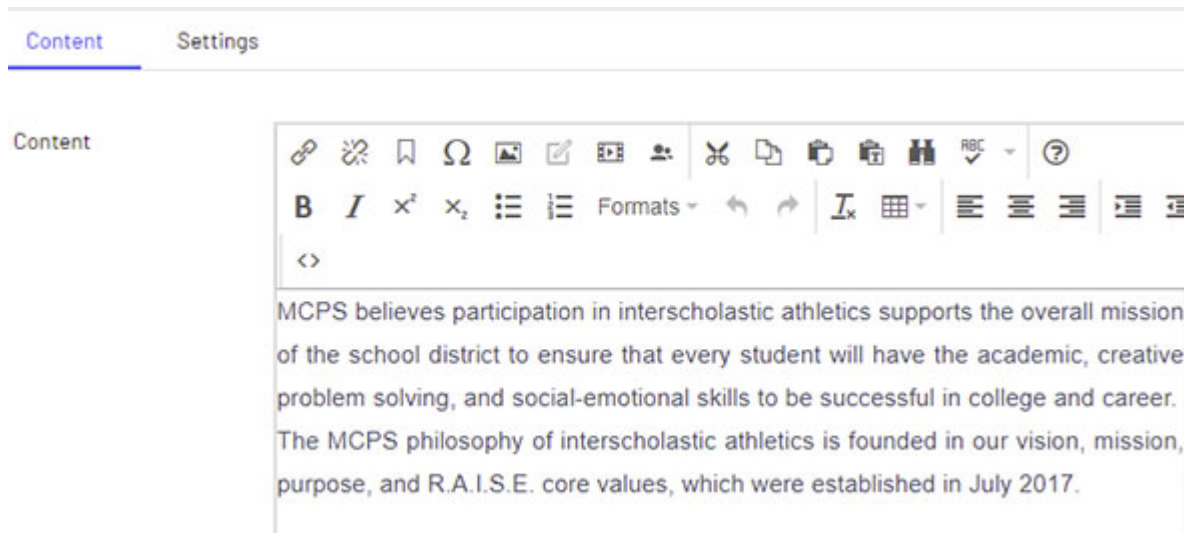 Content Settings
Content
ABC
Formats
MCPS believes participation in interscholastic athletics supports the overall mission
of the school district to ensure that every student will have the academic, creative
problem solving, and social-emotional skills to be successful in college and career.
The MCPS philosophy of interscholastic athletics is founded in our vision, mission,
purpose, and R.A.I.S.E. core values, which were established in July 2017.